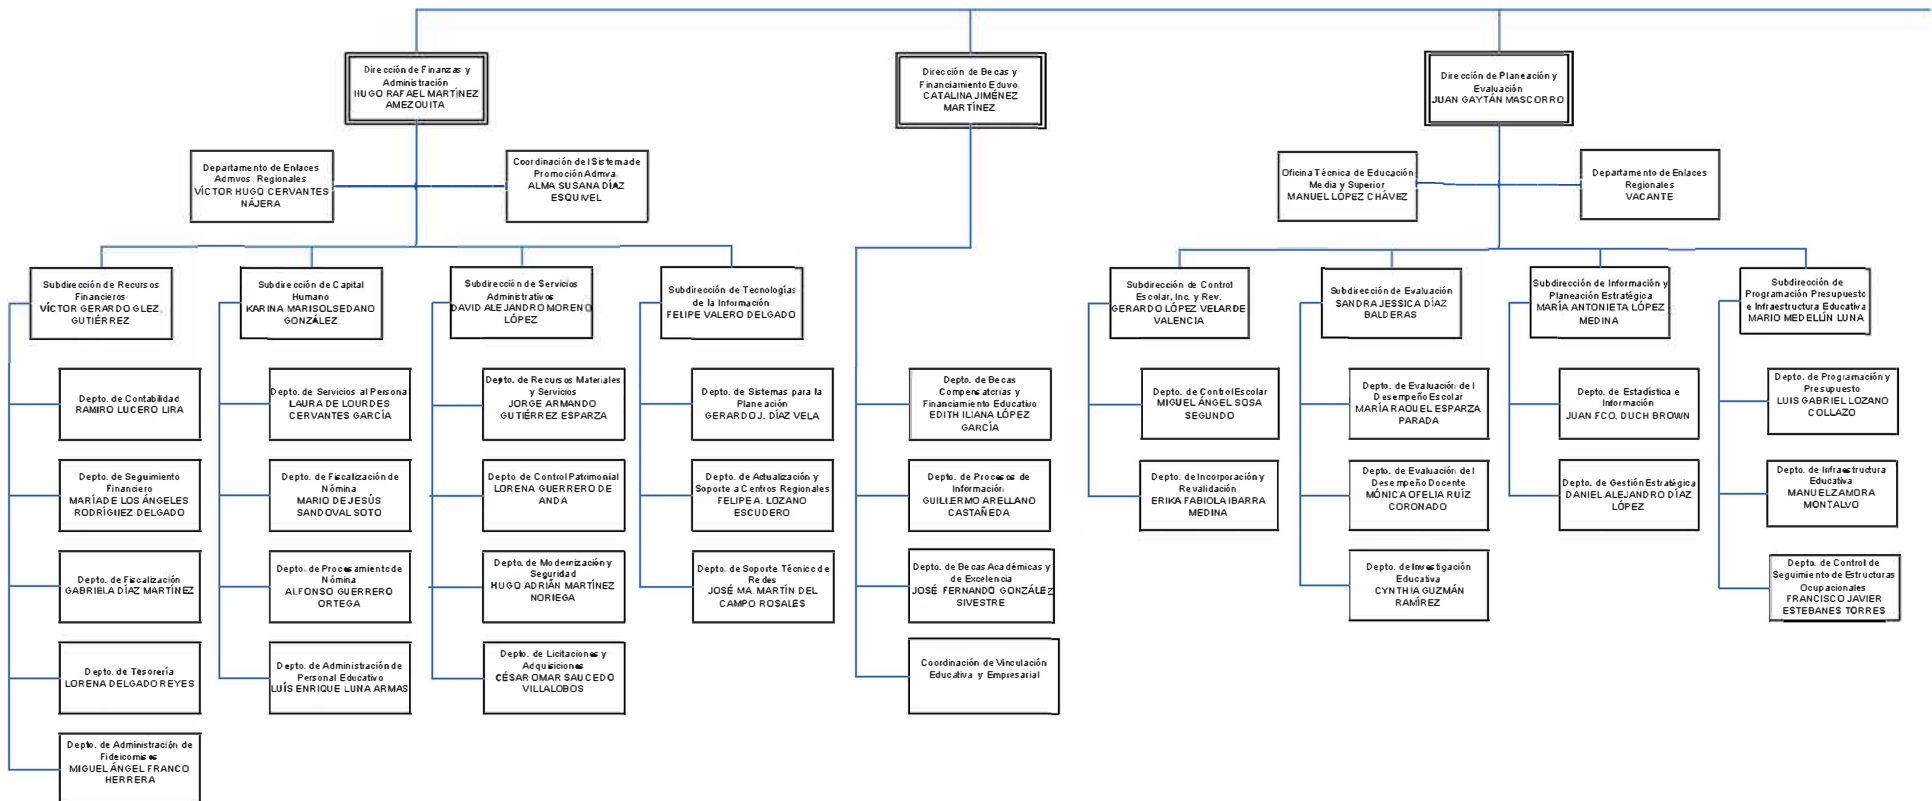 Dirección de Finanzas y
Administración
HUGO RAFAEL MARTÍNEZ
AMEZQUITA
Dirección de Becas y
Financiamiento Eduvo.
CATALINA JIMÉNEZ
MARTÍNEZ
Dirección de Planeación y
Evaluación
JUAN GAYTÁN MASCORRO
Departamento de Enlaces
Admvos. Regionales
VÍCTOR HUGO CERVANTES
NÁJERA
Coordinación del Sistema de
Promoción Admva.
ALMA SUSANA DÍAZ
ESQUIVEL
Oficina Técnica de Educación
Media y Superior
MANUEL LÓPEZ CHÁVEZ
Departamento de Enlaces
Regionales
VACANTE
Subdirección de Recursos
Financieros
VÍCTOR GERARDO GLEZ.
GUTIÉRREZ
Subdirección de Capital
Humano
KARINA MARISOL SEDANO
GONZÁLEZ
Subdirección de Servicios
Administrativos
DAVID ALEJANDRO MORENO
LÓPEZ
Subdirección de Tecnologías
de la Información
FELIPE VALERO DELGADO
Subdirección de Control
Escolar, Inc. y Rev.
GERARDO LÓPEZ VELARDE
VALENCIA
Subdirección de Evaluación
SANDRA JESSICA DÍAZ
BALDERAS
Subdirección de Información y
Planeación Estratégica
MARÍA ANTONIETA LÓPEZ
MEDINA
Subdirección de
Programación Presupuesto
e Infraestructura Educativa
MARIO MEDELLÍN LUNA
Depto. de Contabilidad
RAMIRO LUCERO LIRA
Depto. de Servicios al Personal
LAURA DE LOURDES
CERVANTES GARCÍA
Depto. de Recursos Materiales
y Servicios
JORGE ARMANDO
GUTIÉRREZ ESPARZA
Depto. de Sistemas para la
Planeación
GERARDO J. DÍAZ VELA
Depto. de Becas
Compensatorias y
Financiamiento Educativo
EDITH ILIANA LÓPEZ
GARCÍA
Depto. de Control Escolar
MIGUEL ÁNGEL SOSA
SEGUNDO
Depto. de Evaluación del
Desempeño Escolar
MARÍA RAQUEL ESPARZA
PARADA
Depto. de Estadística e
Información
JUAN FCO. DUCH BROWN
Depto. de Programación y
Presupuesto
LUIS GABRIEL LOZANO
COLLAZO
Depto. de Seguimiento
Financiero
MARÍA DE LOS ÁNGELES
RODRÍGUEZ DELGADO
Depto. de Fiscalización de
Nómina
MARIO DE JESÚS
SANDOVAL SOTO
Depto de Control Patrimonial
LORENA GUERRERO DE
ANDA
Depto. de Actualización y
Soporte a Centros Regionales
FELIPE A. LOZANO
ESCUDERO
Depto. de Procesos de
Información
GUILLERMO ARELLANO
CASTAÑEDA
Depto. de Incorporación y
Revalidación
ERIKA FABIOLA IBARRA
MEDINA
Depto. de Evaluación del
Desempeño Docente
MÓNICA OFELIA RUÍZ
CORONADO
Depto. de Gestión Estratégica
DANIEL ALEJANDRO DÍAZ
LÓPEZ
Depto. de Infraestructura
Educativa
MANUEL ZAMORA
MONTALVO
Depto. de Fiscalización
GABRIELA DÍAZ MARTÍNEZ
Depto. de Procesamiento de
Nómina
ALFONSO GUERRERO
ORTEGA
Depto. de Modernización y
Seguridad
HUGO ADRIÁN MARTÍNEZ
NORIEGA
Depto. de Soporte Técnico de
Redes
JOSÉ MA. MARTÍN DEL
CAMPO ROSALES
Depto. de Becas Académicas y
de Excelencia
JOSÉ FERNANDO GONZÁLEZ
SIVESTRE
Depto. de Investigación
Educativa
CYNTHIA GUZMÁN
RAMÍREZ
Depto. de Control de
Seguimiento de Estructuras
Ocupacionales
FRANCISCO JAVIER
ESTEBANES TORRES
Depto. de Tesorería
LORENA DELGADO REYES
Depto. de Administración de
Personal Educativo
LUÍS ENRIQUE LUNA ARMAS
Depto. de Licitaciones y
Adquisiciones
CÉSAR OMAR SAUCEDO
VILLALOBOS
Coordinación de Vinculación
Educativa y Empresarial
Depto. de Administración de
Fideicomisos
MIGUEL ÁNGEL FRANCO
HERRERA